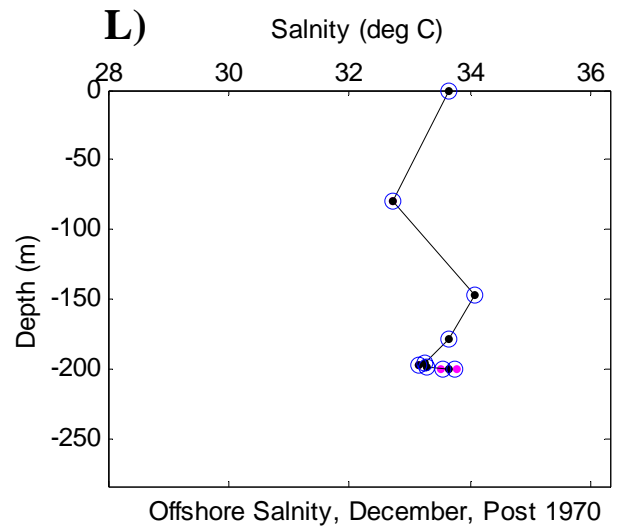 L)
Salnity (deg C)
28 30 32 34 36
0
-50
-100
-150
-200
-250
Depth (m)
Offshore Salnity, December, Post 1970